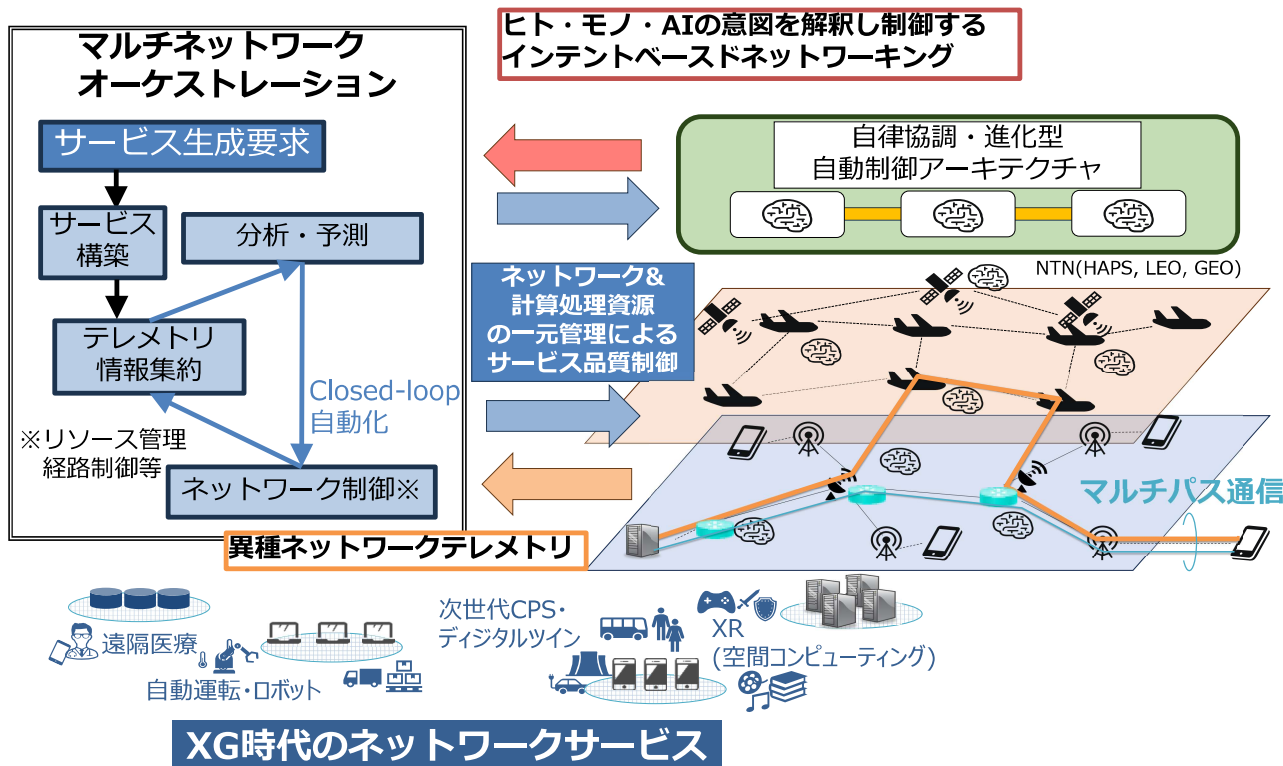 ヒト・モノ・AIの意図を解釈し制御する
インテントベースドネットワーキング
マルチネットワーク
オーケストレーション
サービス生成要求
サービス
構築
分析・予測
テレメトリ
情報集約
Closed-loop
自動化
※リソース管理
経路制御等
ネットワーク制御※
自律協調・進化型
自動制御アーキテクチャ
NTN(HAPS, LEO, GEO)
ネットワーク&
計算処理資源
の一元管理による
サービス品質制御
マルチパス通信
異種ネットワークテレメトリ
遠隔医療
自動運転・ロボット
次世代CPS・
ディジタルツイン
XR
(空間コンピューティング)
XG時代のネットワークサービス